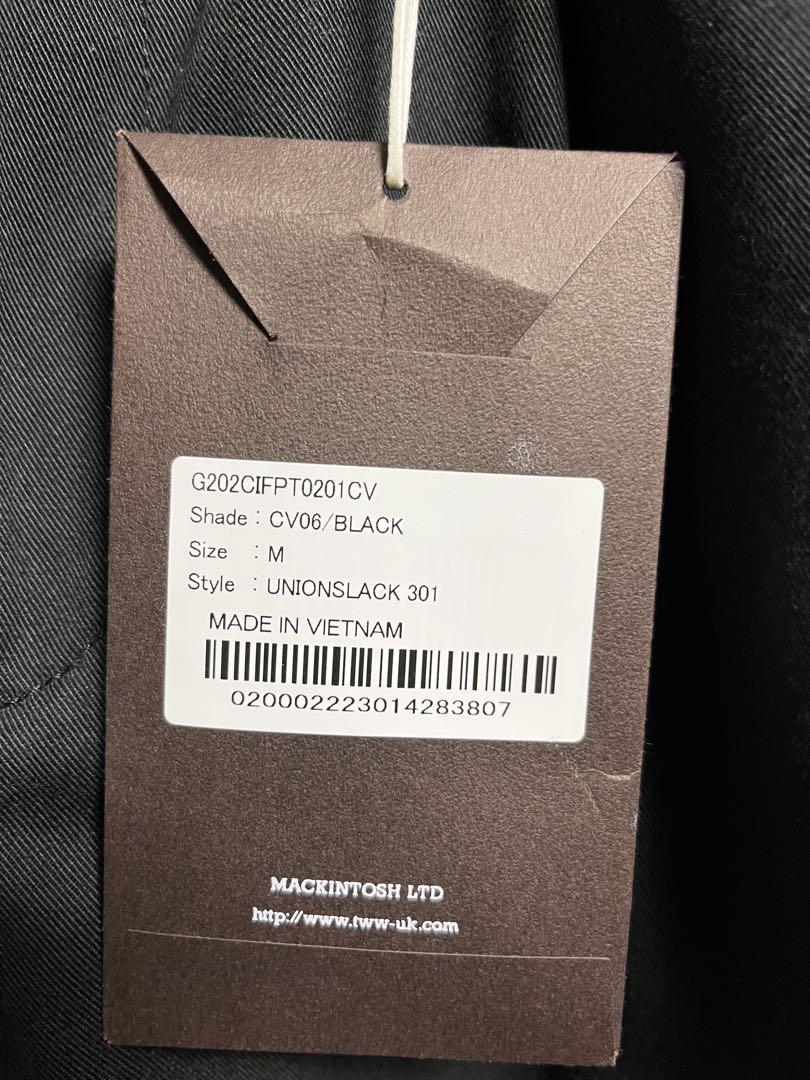 G202CIFPT0201CV
Shade : CV06/BLACK
Size : M
Style : UNIONSLACK 301
MADE IN VIETNAM
020002223014283807
MACKINTOSH LTD
http://www.tww-uk.com